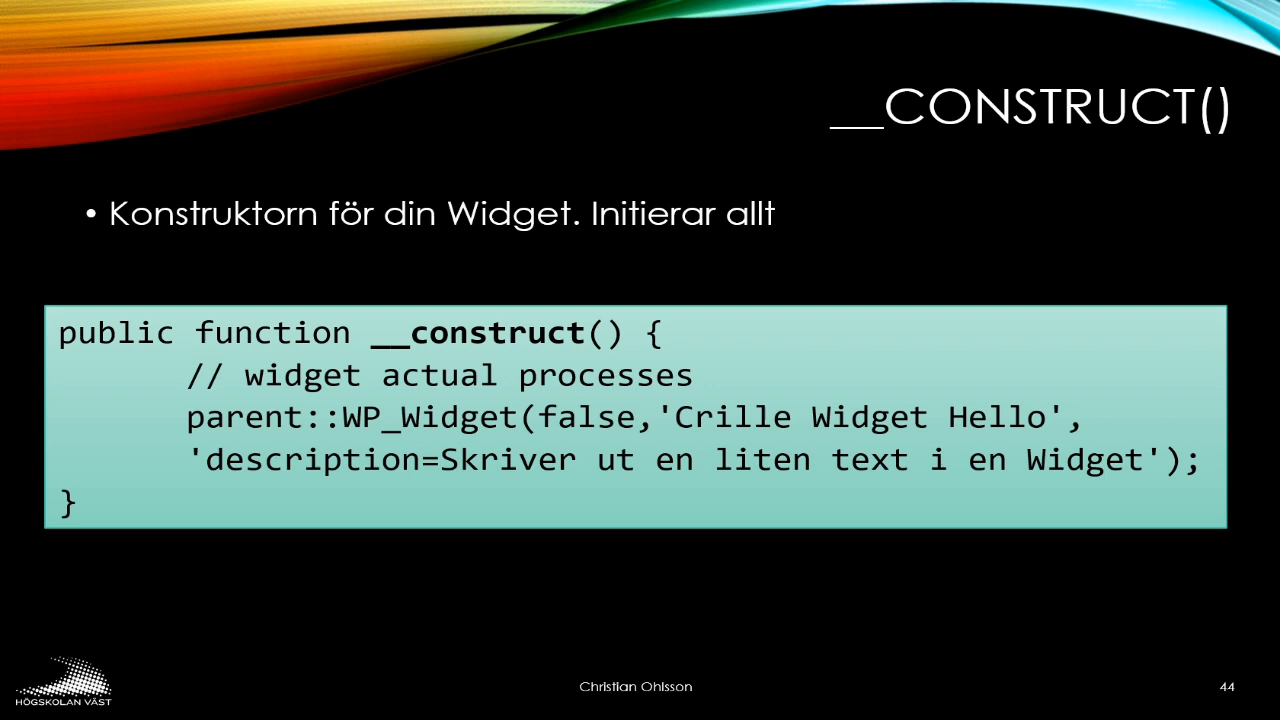 __CONSTRUCT()
• Konstruktorn för din Widget. Initierar allt
public function __construct() {
// widget actual processes
parent::WP_Widget(false,'Crille Widget Hello',
'description=Skriver ut en liten text i en Widget');
}
HÖGSKOLAN VÄST
Christian Ohlsson
44